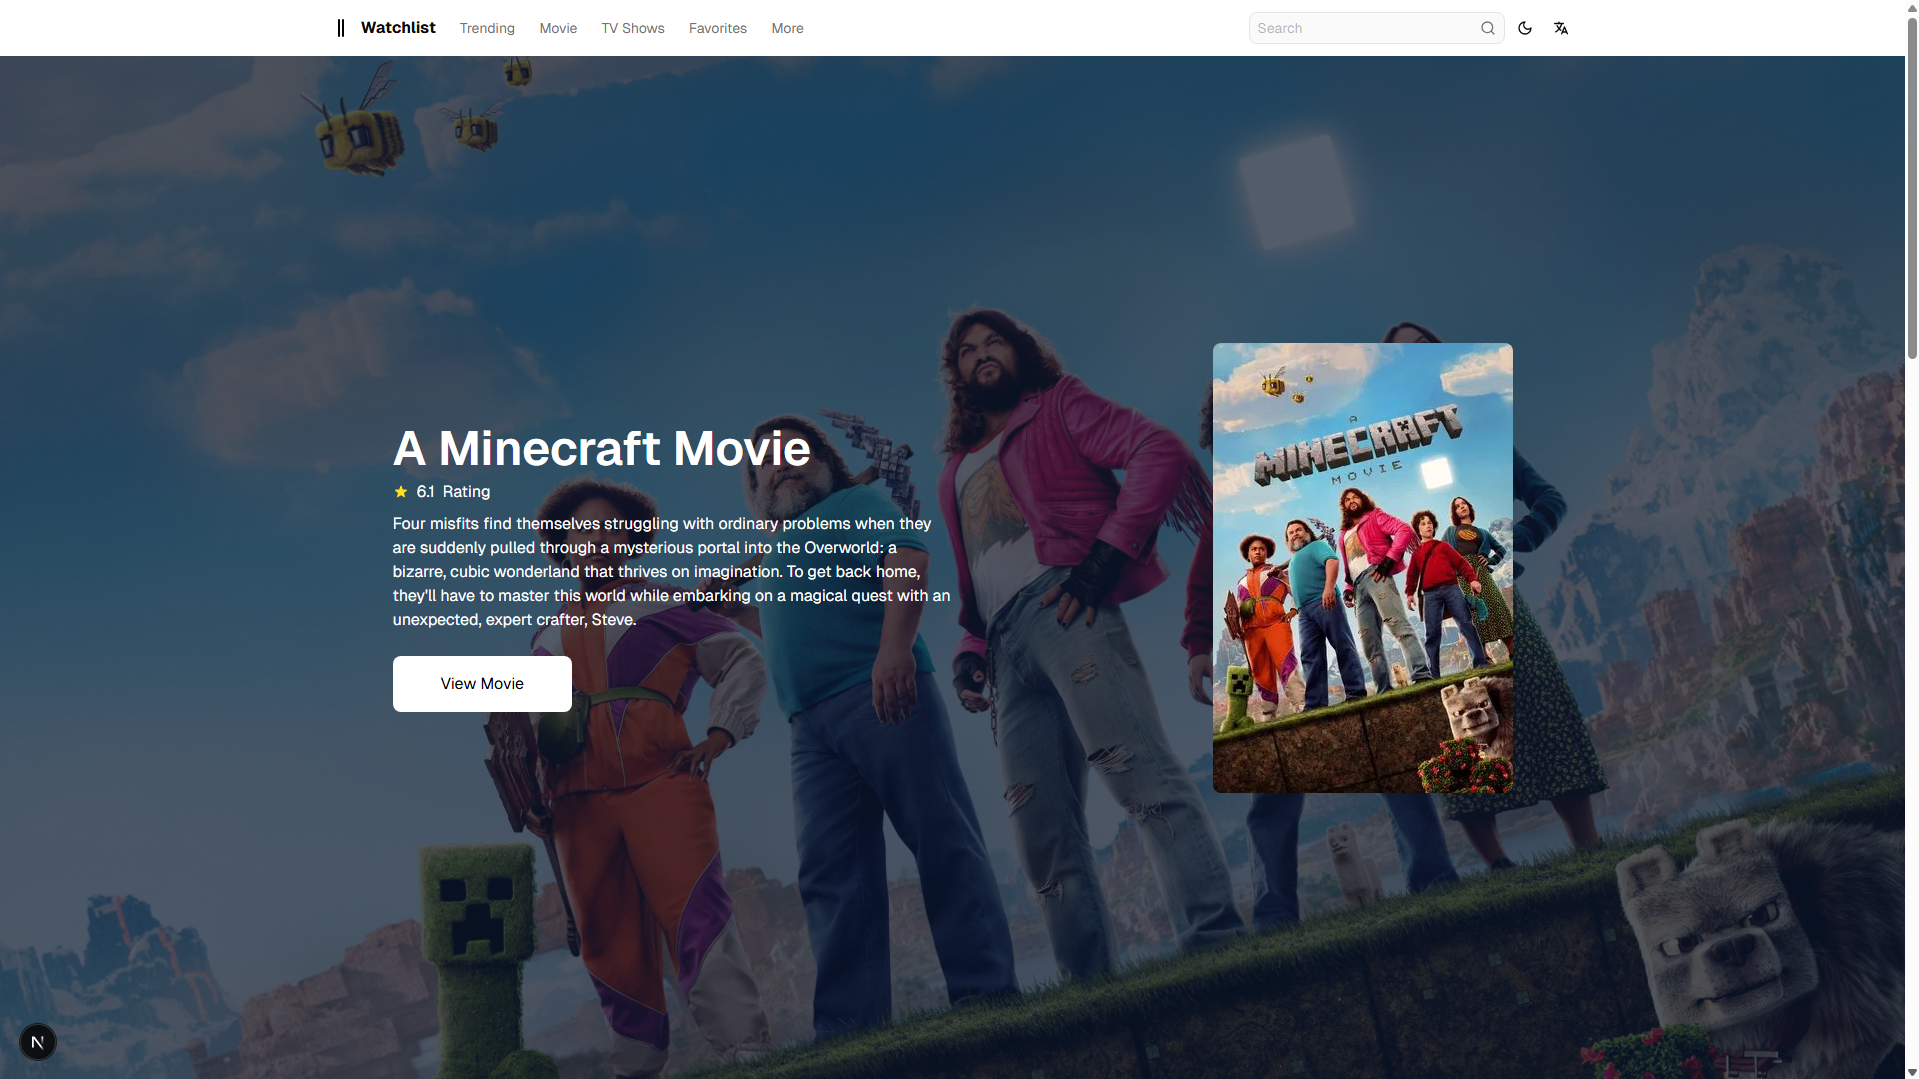 Watchlist Trending Movie TV Shows Favorites More Search
A Minecraft Movie
6.1 Rating
Four misfits find themselves struggling with ordinary problems when they
are suddenly pulled through a mysterious portal into the Overworld: a
bizarre, cubic wonderland that thrives on imagination. To get back home,
they'll have to master this world while embarking on a magical quest with an
unexpected, expert crafter, Steve.
View Movie
A
MINECRAFT
MOVIE
N